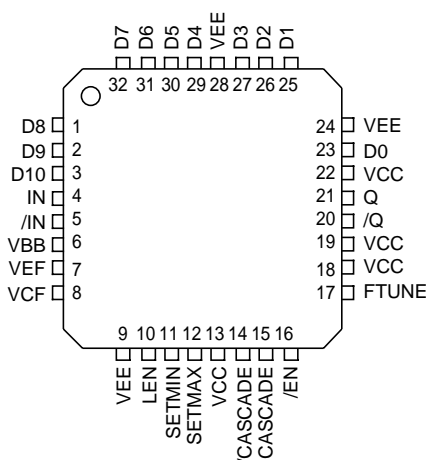 D7 D6 D5 D4 VEE D3 D2 D1
32 31 30 29 28 27 26 25
D8 1
D9 2
D10 3
IN 4
/IN 5
VBB 6
VEF 7
VCF 8
24 VEE
23 D0
22 VCC
21 Q
20 /Q
19 VCC
18 VCC
17 FTUNE
9 10 11 12 13 14 15 16
VEE LEN SETMIN SETMAX VCC /CASCADE CASCADE /EN